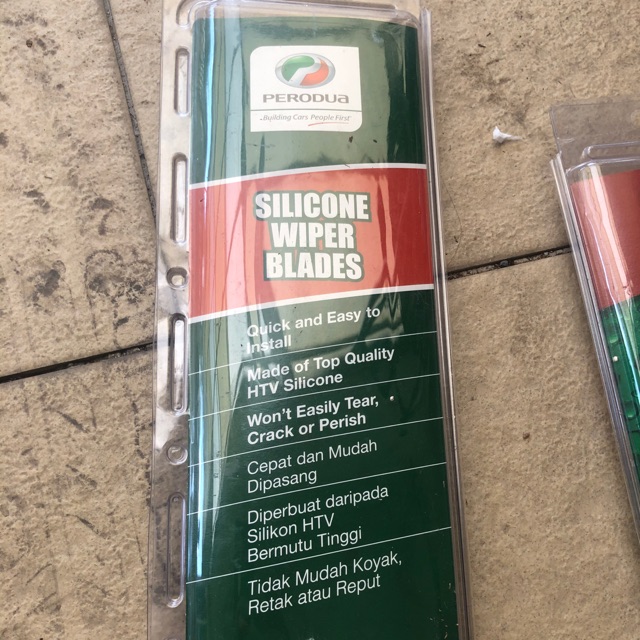 PERODUA
Building Cars People First
SILICONE
WIPER
BLADES
Quick and Easy to
Install
Made of Top Quality
HTV Silicone
Won't Easily Tear,
Crack or Perish
Cepat dan Mudah
Dipasang
Diperbuat daripada
Silikon HTV
Bermutu Tinggi
Tidak Mudah Koyak,
Retak atau Reput